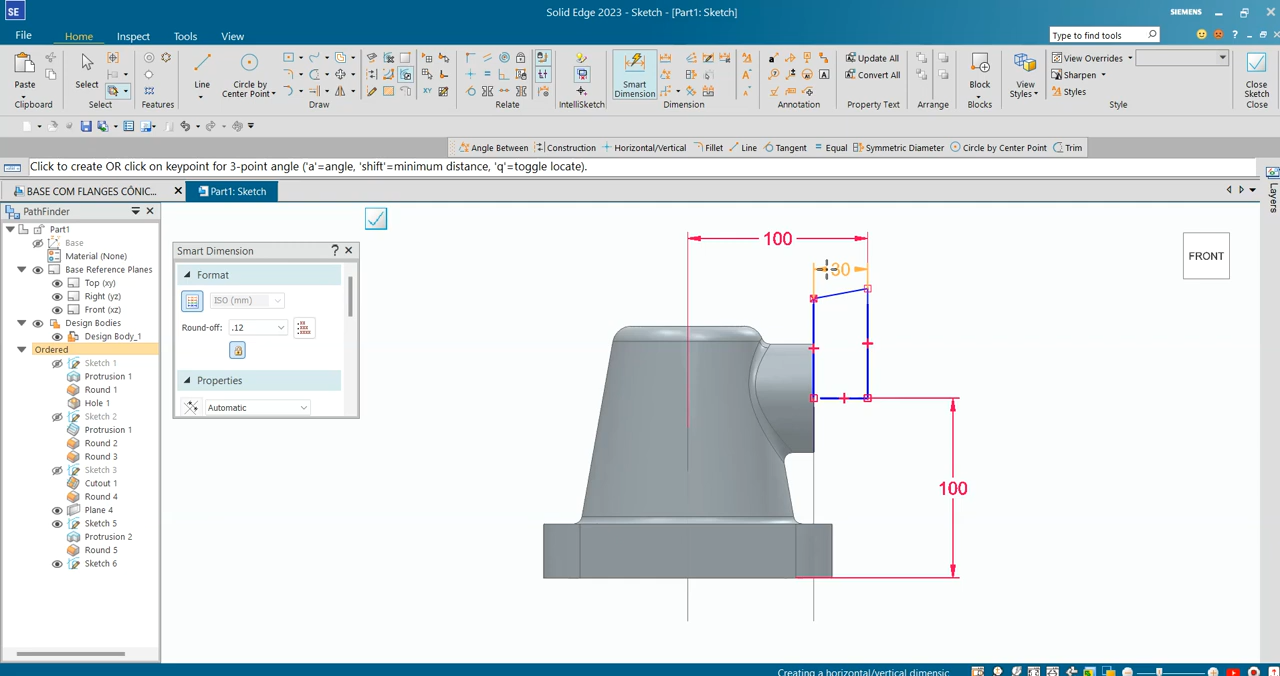 SE
Solid Edge 2023 - Sketch - [Part1: Sketch]
SIEMENS
File
Home
Inspect
Tools
View
Type to find tools
Paste
Clipboard
Select
Select
Features
Line
Circle by Center Point
Draw
Relate
IntelliSketch
Smart Dimension
Dimension
Annotation
Update All
Convert All
Property Text
Arrange
Block
Blocks
View Styles
View Overrides
Sharpen
Styles
Style
Close Sketch
Close
Angle Between
Construction
Horizontal/Vertical
Fillet
Line
Tangent
Equal
Symmetric Diameter
Circle by Center Point
Trim
Click to create OR click on keypoint for 3-point angle ('a'=angle, 'shift'=minimum distance, 'q'=toggle locate).
BASE COM FLANGES CÔNIC...
Part1: Sketch
Layers
PathFinder
Part1
Base
Material (None)
Base Reference Planes
Top (xy)
Right (yz)
Front (xz)
Design Bodies
Design Body_1
Ordered
Sketch 1
Protrusion 1
Round 1
Hole 1
Sketch 2
Protrusion 1
Round 2
Round 3
Sketch 3
Cutout 1
Round 4
Plane 4
Sketch 5
Protrusion 2
Round 5
Sketch 6
Smart Dimension
Format
ISO (mm)
Round-off:
.12
Properties
Automatic
100
30
100
FRONT
Creating a horizontal/vertical dimensic